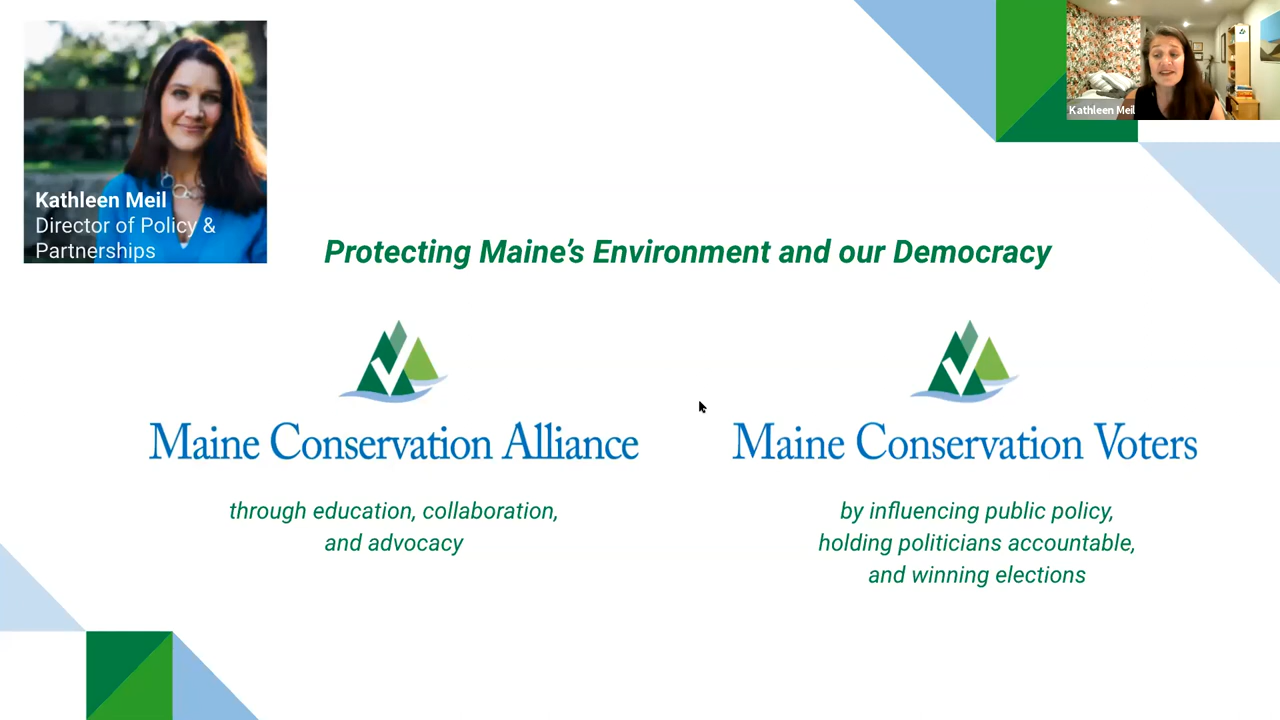 Kathleen Meil
Director of Policy &
Partnerships
Kathleen Meil
Protecting Maine’s Environment and our Democracy
Maine Conservation Alliance
through education, collaboration,
and advocacy
Maine Conservation Voters
by influencing public policy,
holding politicians accountable,
and winning elections